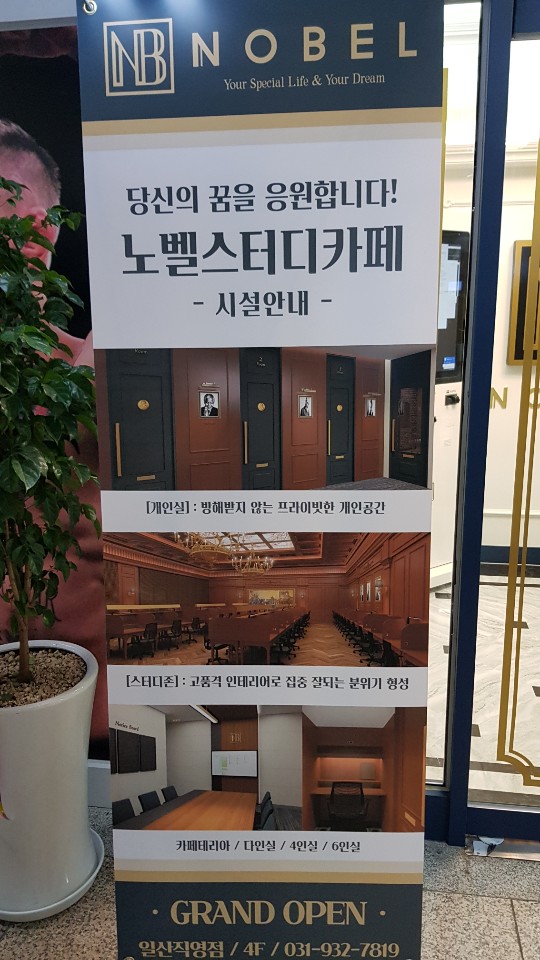 NB NOBEL
Your Special Life & Your Dream
당신의 꿈을 응원합니다!
노벨스터디카페
- 시설안내 -
[개인실] : 방해받지 않는 프라이빗한 개인공간
[스터디존] : 고품격 인테리어로 집중 잘되는 분위기 형성
Notice Board
카페테리아 / 다인실 / 4인실 / 6인실
· GRAND OPEN ·
일산직영점 / 4F / 031-932-7819
N O